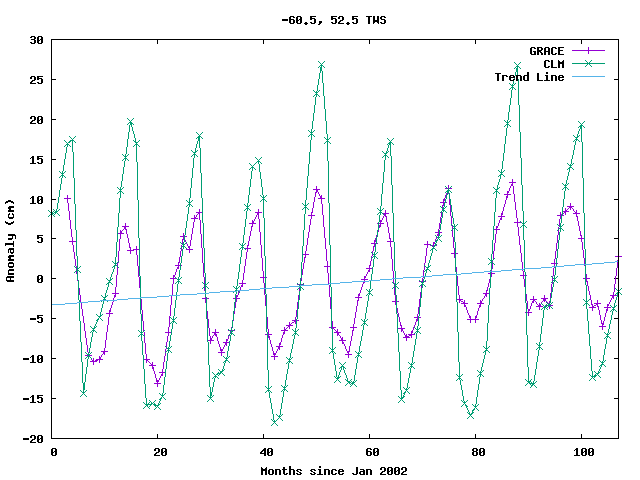 -60.5, 52.5 TWS
GRACE
CLM
Trend Line
30
25
20
15
10
5
0
-5
-10
-15
-20
Anomaly (cm)
0 20 40 60 80 100
Months since Jan 2002